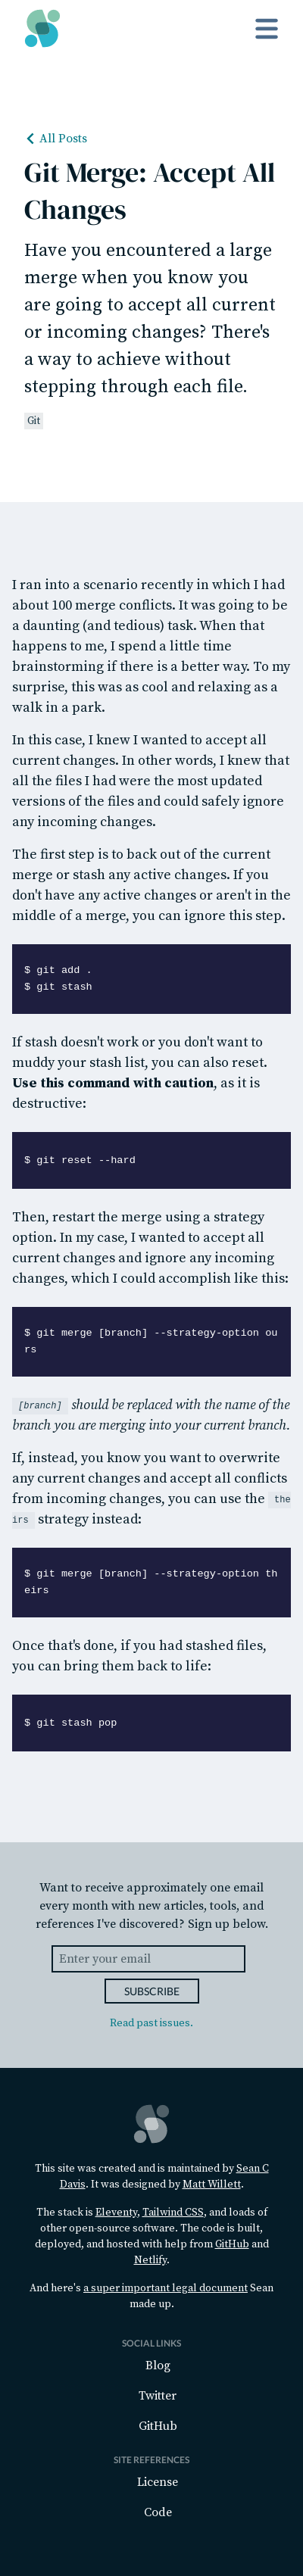 All Posts
Git Merge: Accept All
Changes
Have you encountered a large
merge when you know you
are going to accept all current
or incoming changes? There's
a way to achieve without
stepping through each file.
Git
I ran into a scenario recently in which I had
about 100 merge conflicts. It was going to be
a daunting (and tedious) task. When that
happens to me, I spend a little time
brainstorming if there is a better way. To my
surprise, this was as cool and relaxing as a
walk in a park.
In this case, I knew I wanted to accept all
current changes. In other words, I knew that
all the files I had were the most updated
versions of the files and could safely ignore
any incoming changes.
The first step is to back out of the current
merge or stash any active changes. If you
don't have any active changes or aren't in the
middle of a merge, you can ignore this step.
$ git add .
$ git stash
If stash doesn't work or you don't want to
muddy your stash list, you can also reset.
Use this command with caution, as it is
destructive:
$ git reset --hard
Then, restart the merge using a strategy
option. In my case, I wanted to accept all
current changes and ignore any incoming
changes, which I could accomplish like this:
$ git merge [branch] --strategy-option ou
rs
[branch] should be replaced with the name of the
branch you are merging into your current branch.
If, instead, you know you want to overwrite
any current changes and accept all conflicts
from incoming changes, you can use the the
irs strategy instead:
$ git merge [branch] --strategy-option th
eirs
Once that's done, if you had stashed files,
you can bring them back to life:
$ git stash pop
Want to receive approximately one email
every month with new articles, tools, and
references I've discovered? Sign up below.
Enter your email
SUBSCRIBE
Read past issues.
This site was created and is maintained by Sean C
Davis. It was designed by Matt Willett.
The stack is Eleventy, Tailwind CSS, and loads of
other open-source software. The code is built,
deployed, and hosted with help from GitHub and
Netlify.
And here's a super important legal document Sean
made up.
SOCIAL LINKS
Blog
Twitter
GitHub
SITE REFERENCES
License
Code